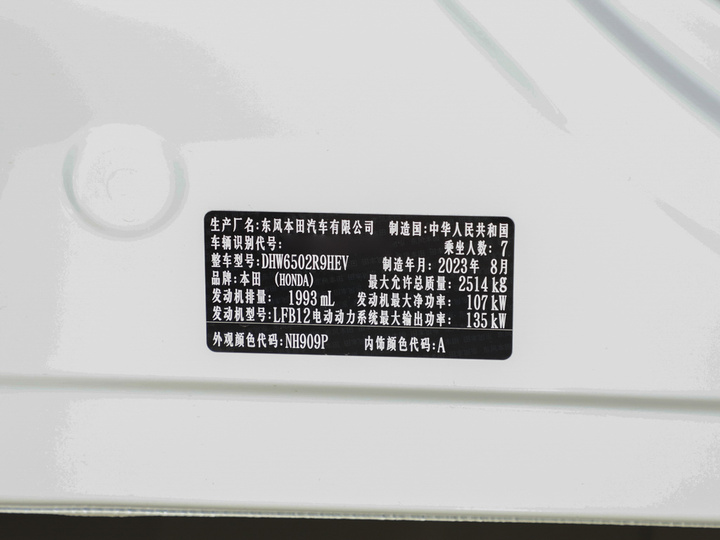 生产厂名:东风本田汽车有限公司 制造国:中华人民共和国
车辆识别代号: 乘坐人数: 7
整车型号:DHW6502R9HEV 制造年月: 2023年 8月
品牌:本田 (HONDA) 最大允许总质量: 2514 kg
发动机排量: 1993 mL 发动机最大净功率: 107 kW
发动机型号:LFB12 电动动力系统最大输出功率: 135 kW
外观颜色代码:NH909P 内饰颜色代码:A